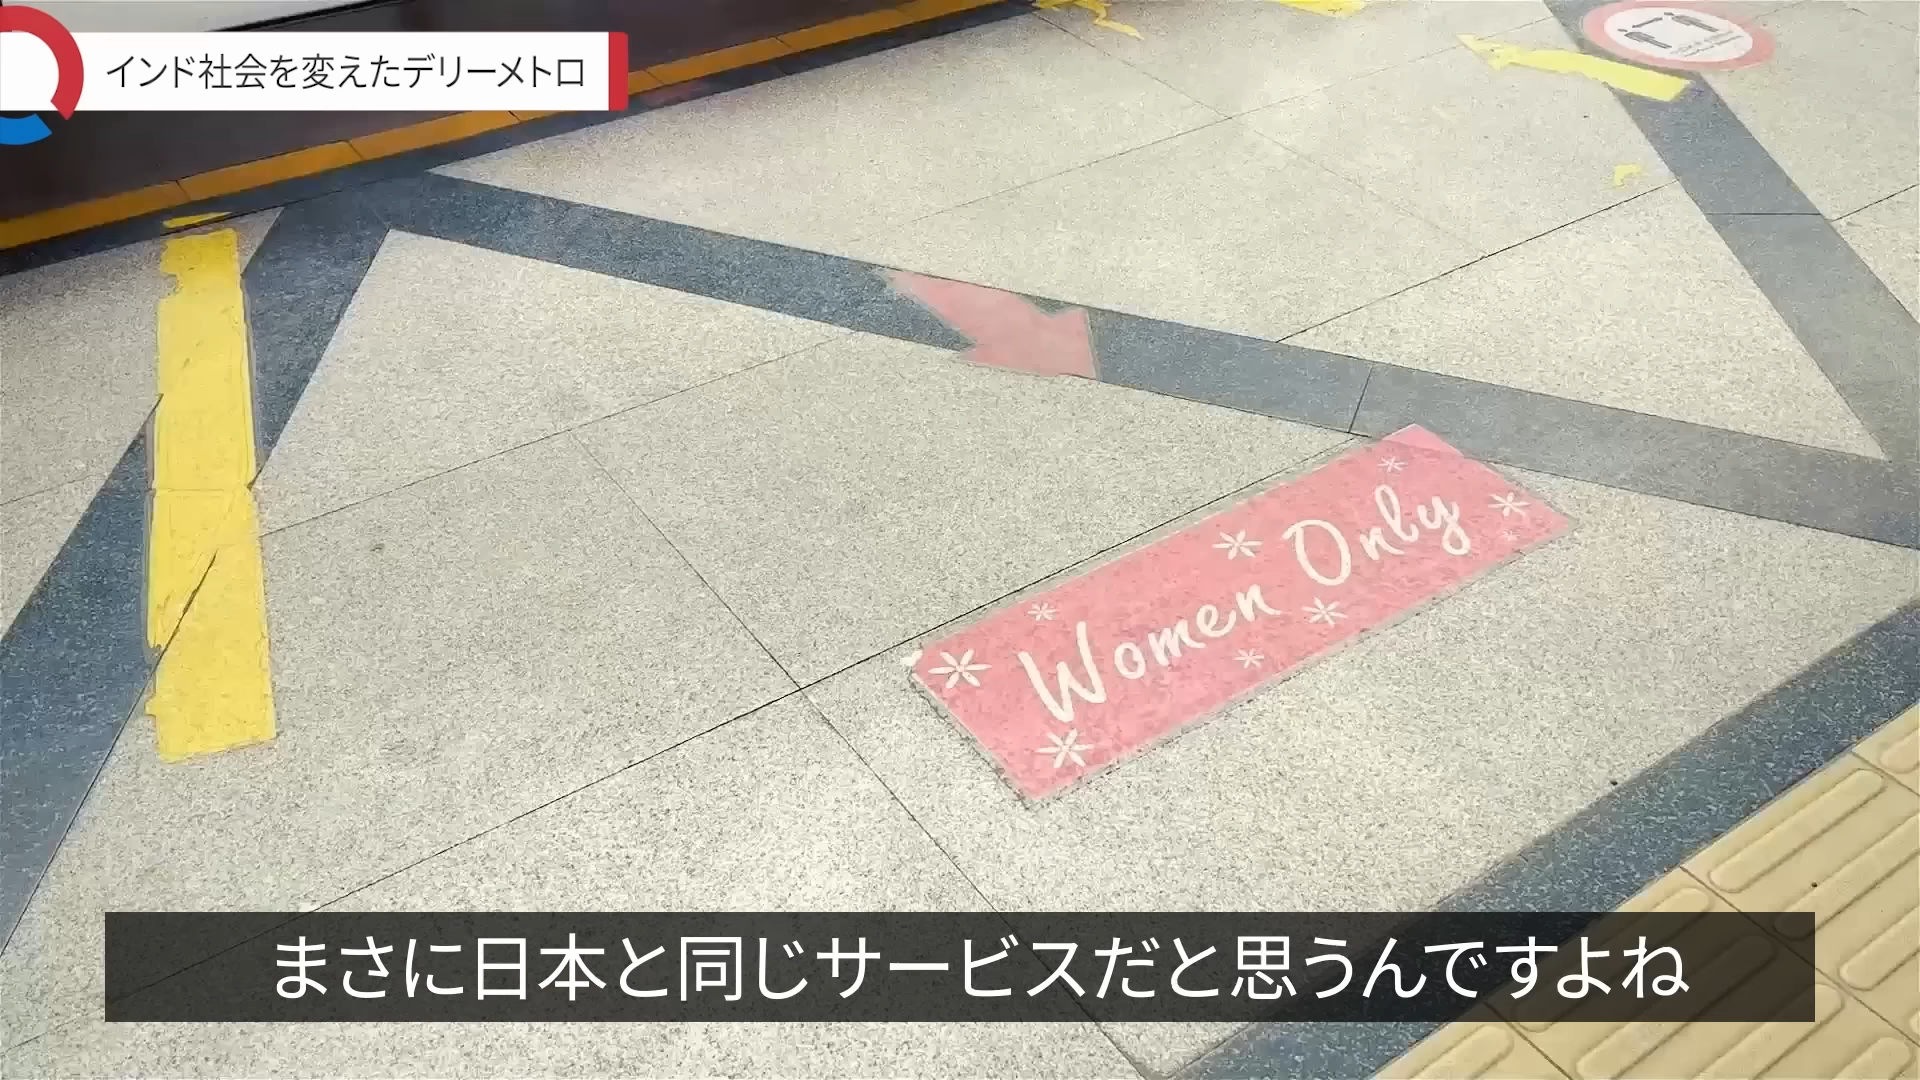 インド社会を変えたデリーメトロ
Women Only
まさに日本と同じサービスだと思うんですよね